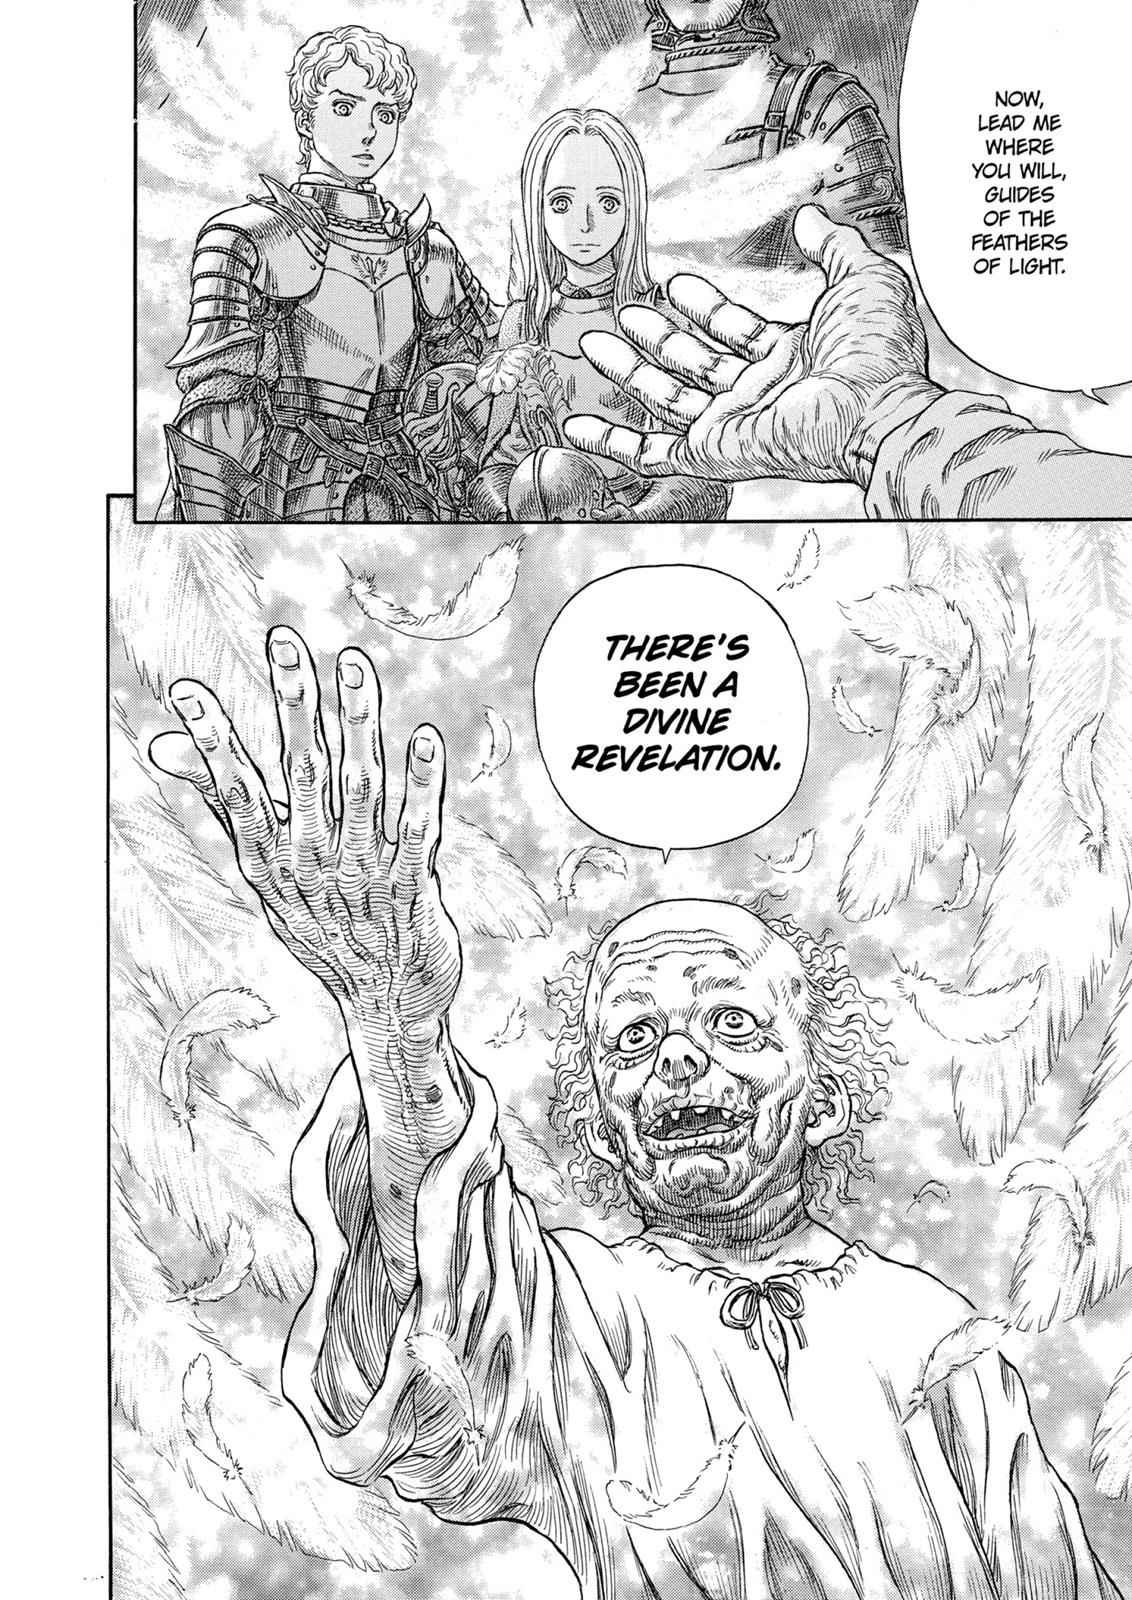 NOW,
LEAD ME
WHERE
YOU WILL,
GUIDES
OF THE
FEATHERS
OF LIGHT.
THERE'S
BEEN A
DIVINE
REVELATION.